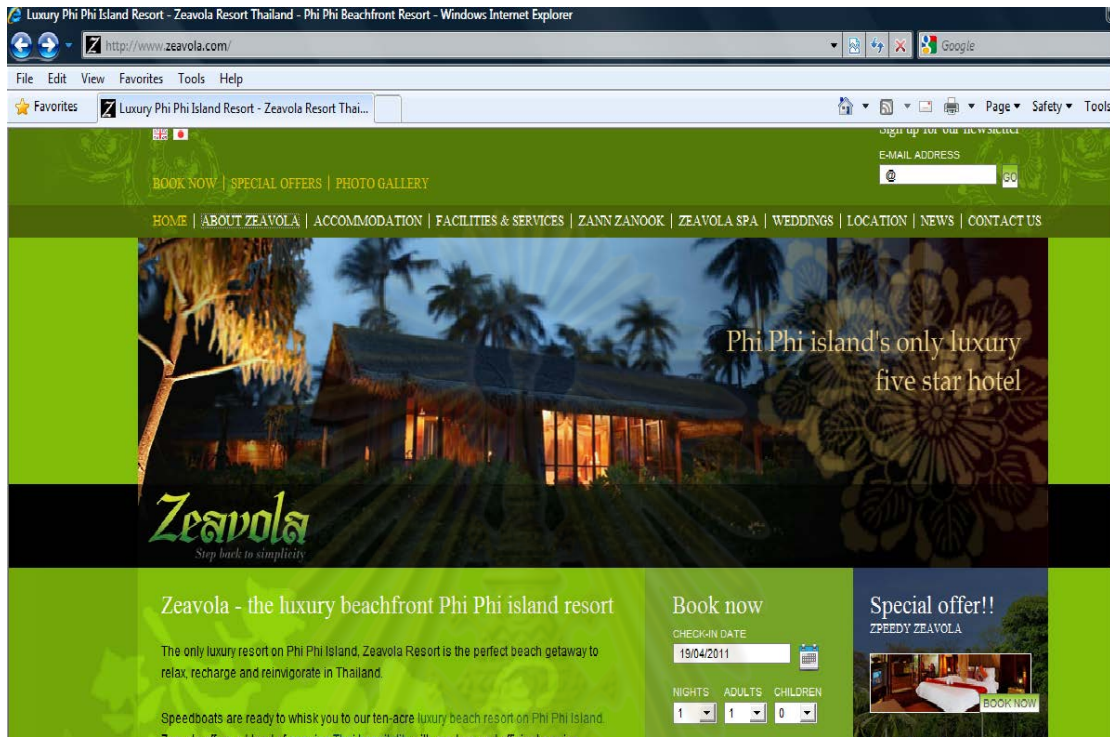 Luxury Phi Phi Island Resort - Zeavola Resort Thailand - Phi Phi Beachfront Resort - Windows Internet Explorer
http://www.zeavola.com/
Google
File Edit View Favorites Tools Help
Favorites
Luxury Phi Phi Island Resort - Zeavola Resort Thai...
Page Safety Tools
Sign up for our newsletter
E-MAIL ADDRESS
@ GO
BOOK NOW | SPECIAL OFFERS | PHOTO GALLERY
HOME | ABOUT ZEAVOLA | ACCOMMODATION | FACILITIES & SERVICES | ZANN ZANOOK | ZEAVOLA SPA | WEDDINGS | LOCATION | NEWS | CONTACT US
Phi Phi island's only luxury
five star hotel
Zeavola
Step back to simplicity
Zeavola - the luxury beachfront Phi Phi island resort
The only luxury resort on Phi Phi Island, Zeavola Resort is the perfect beach getaway to
relax, recharge and reinvigorate in Thailand.
Speedboats are ready to whisk you to our ten-acre luxury beach resort on Phi Phi Island.
Book now
CHECK-IN DATE
19/04/2011
NIGHTS ADULTS CHILDREN
1 1 0
Special offer!!
ZPEEDY ZEAVOLA
BOOK NOW